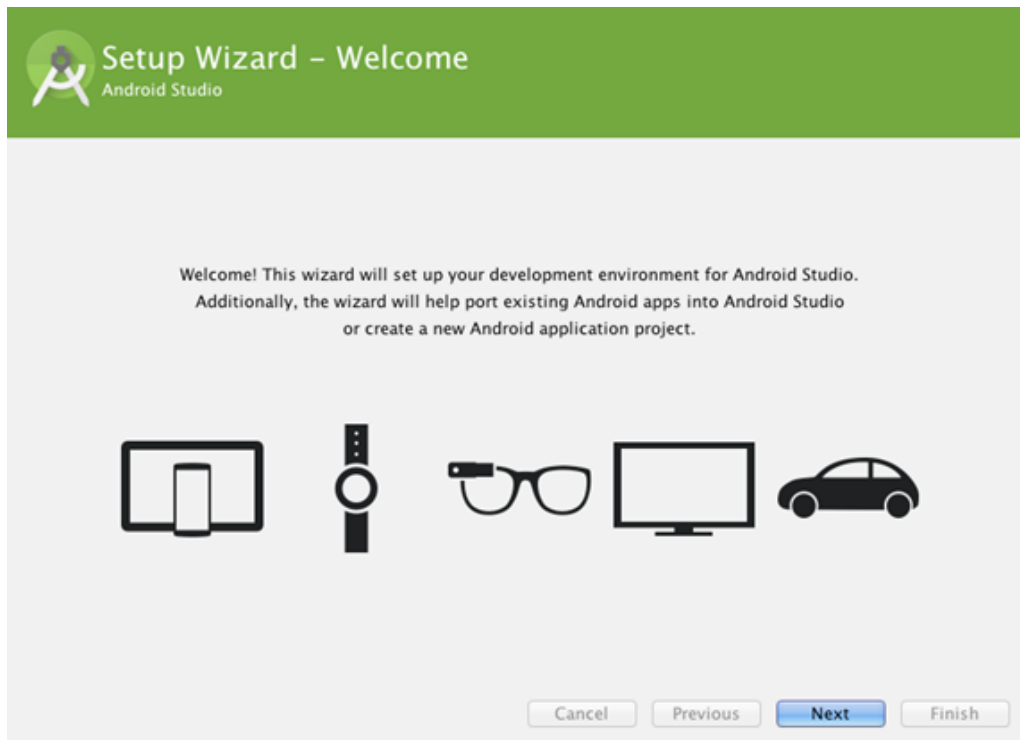 Setup Wizard – Welcome
Android Studio
Welcome! This wizard will set up your development environment for Android Studio.
Additionally, the wizard will help port existing Android apps into Android Studio
or create a new Android application project.
Cancel Previous Next Finish